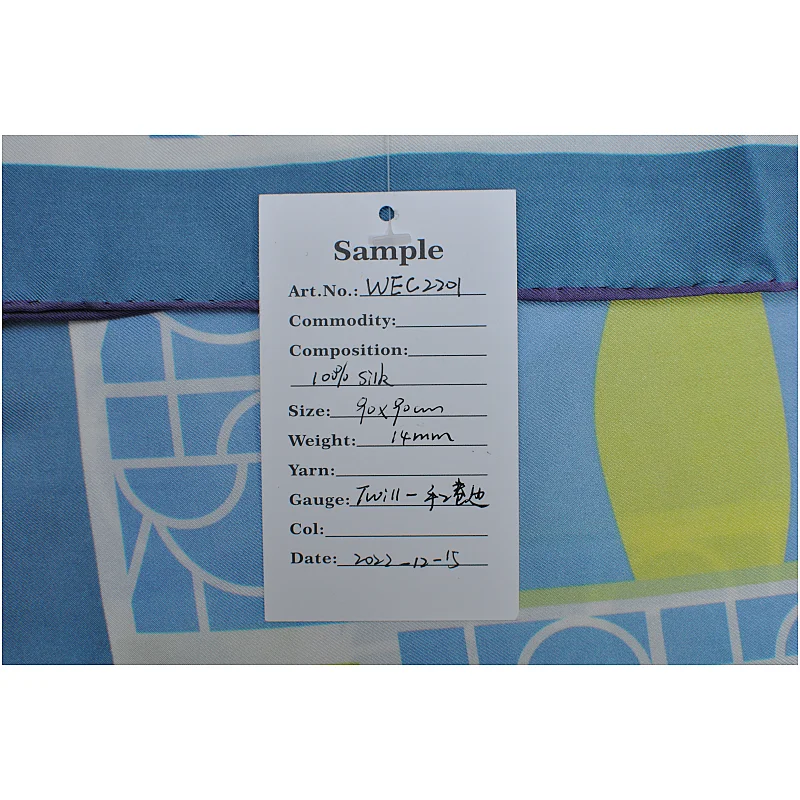 Sample
Art.No.: WEC2201
Commodity:
Composition:
100% silk
Size: 90x90cm
Weight: 14mm
Yarn:
Gauge: Twill - 手工卷边
Col:
Date: 2022-12-15